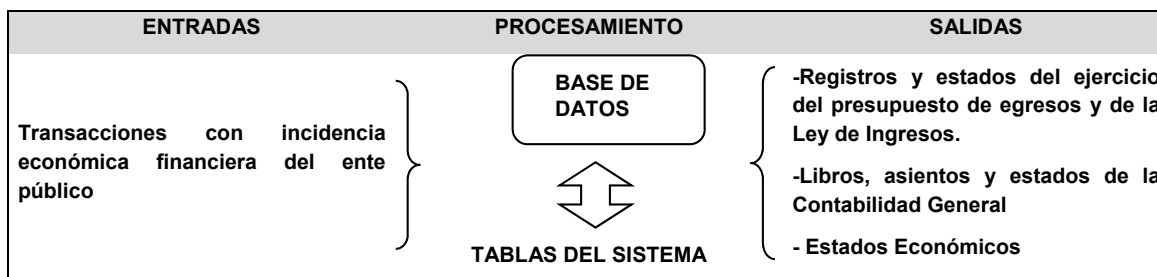 ENTRADAS PROCESAMIENTO SALIDAS
Transacciones con incidencia
económica financiera del ente
público
BASE DE
DATOS
TABLAS DEL SISTEMA
-Registros y estados del ejercicio
del presupuesto de egresos y de la
Ley de Ingresos.
-Libros, asientos y estados de la
Contabilidad General
- Estados Económicos